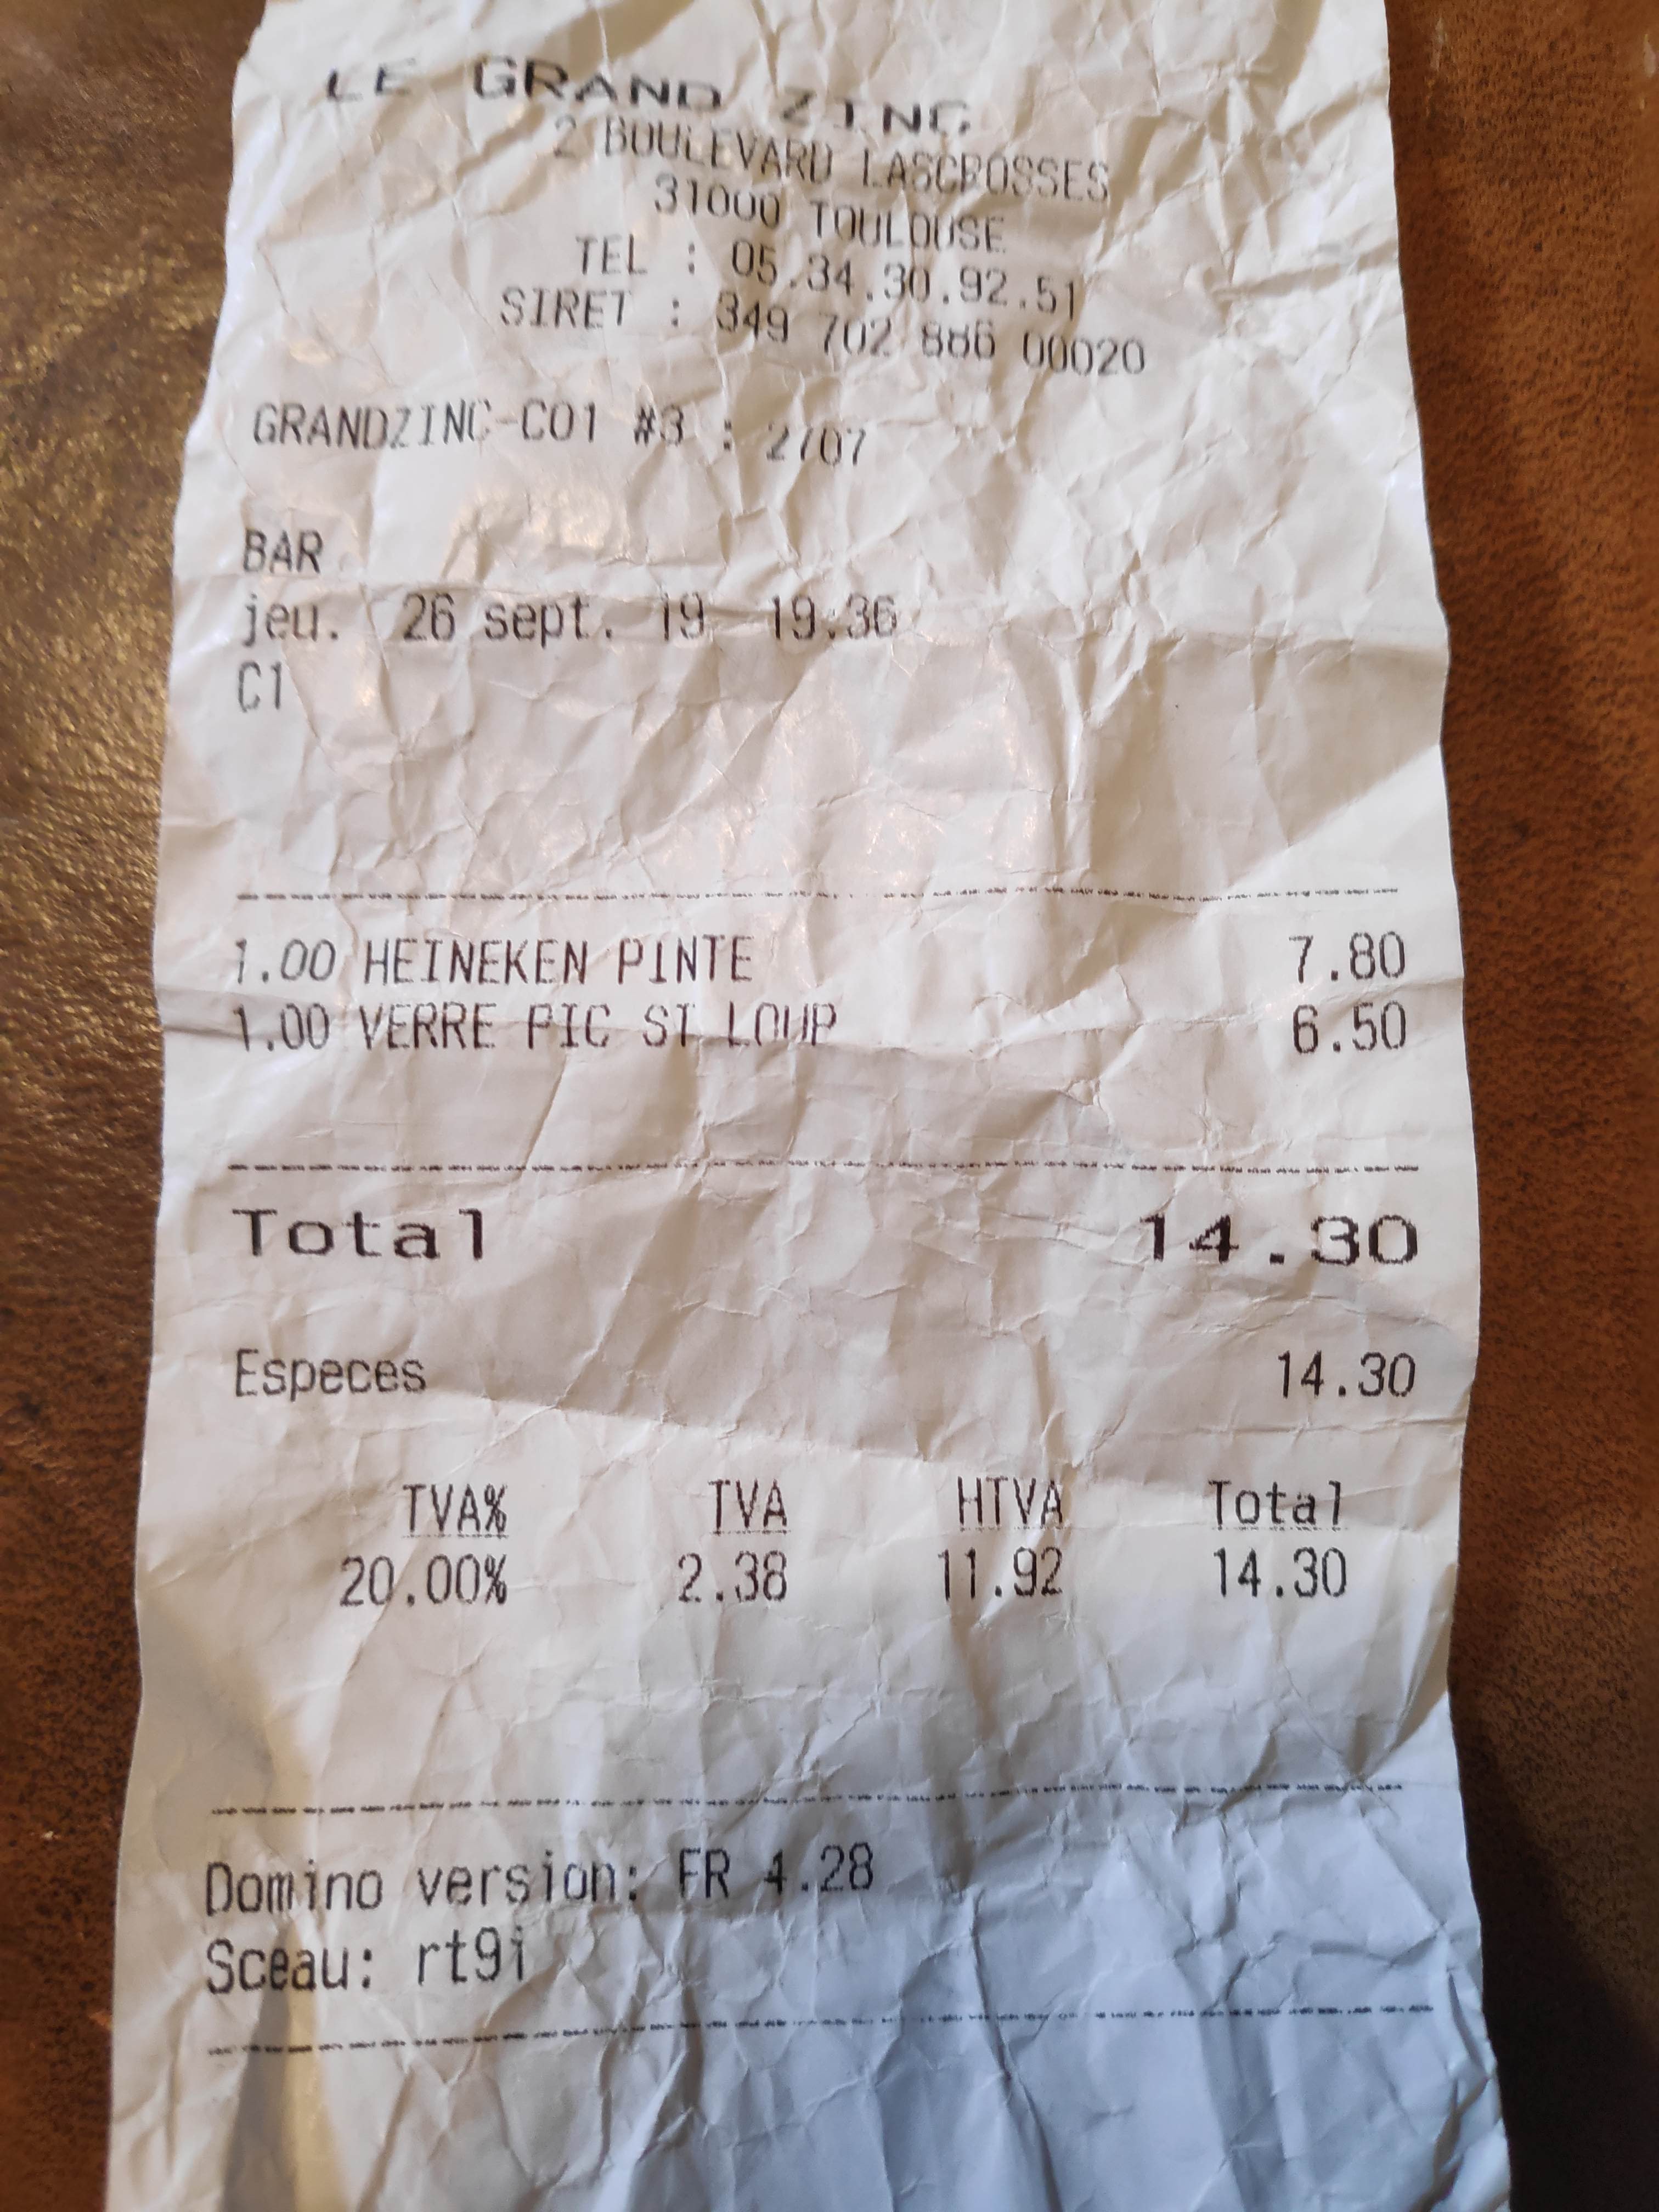 LE GRAND ZINC
2 BOULEVARD LASCROSSES
31000 TOULOUSE
TEL : 05.34.30.92.51
SIRET : 349 702 886 00020
GRANDZINC-C01 #3 : 2707
BAR
jeu. 26 sept. 19 19:36
C1
1.00 HEINEKEN PINTE 7.80
1.00 VERRE PIC ST LOUP 6.50
Total 14.30
Especes 14.30
TVA% TVA HTVA Total
20.00% 2.38 11.92 14.30
Domino version: FR 4.28
Sceau: rt9i